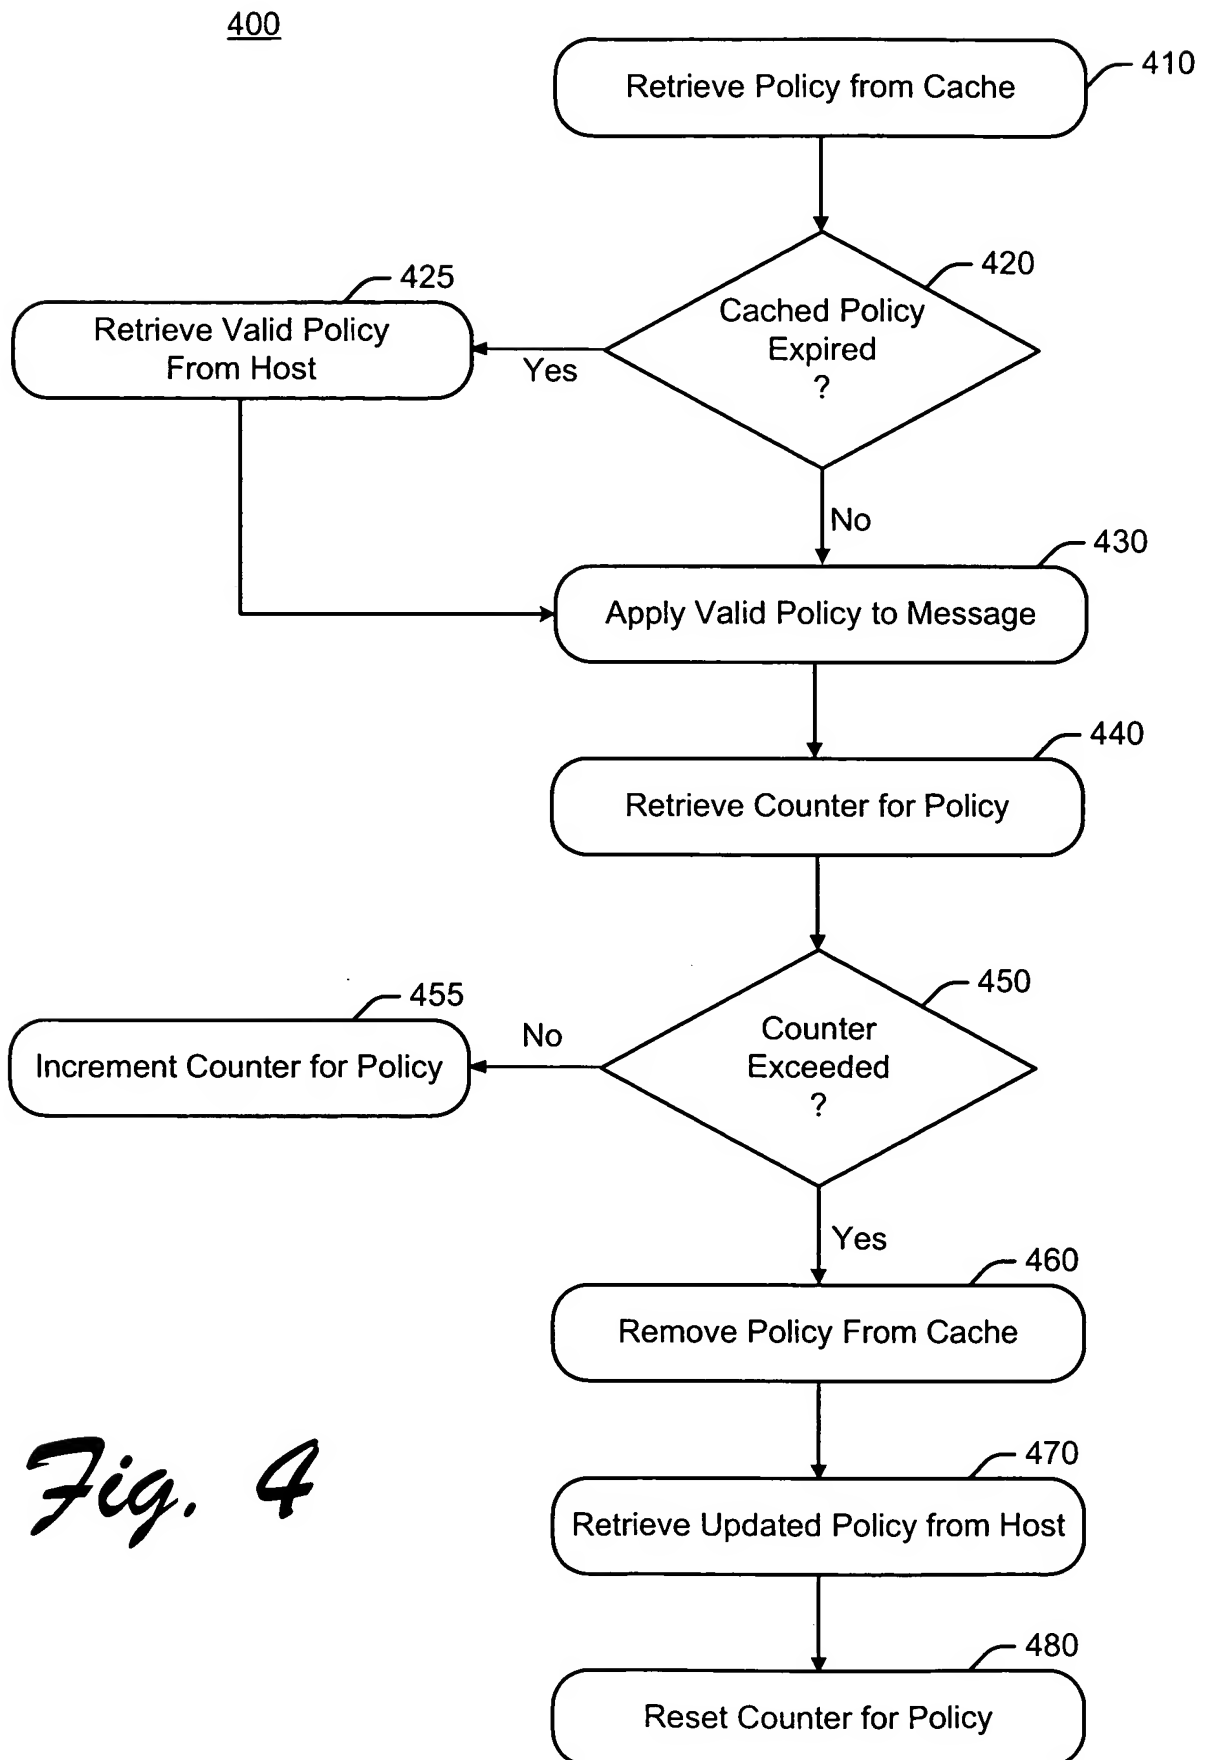 400
Retrieve Policy from Cache
410
420
Cached Policy
Expired
?
425
Retrieve Valid Policy
From Host
Yes
No
430
Apply Valid Policy to Message
440
Retrieve Counter for Policy
450
Counter
Exceeded
?
455
No
Increment Counter for Policy
Yes
460
Remove Policy From Cache
470
Retrieve Updated Policy from Host
480
Reset Counter for Policy
Fig. 4